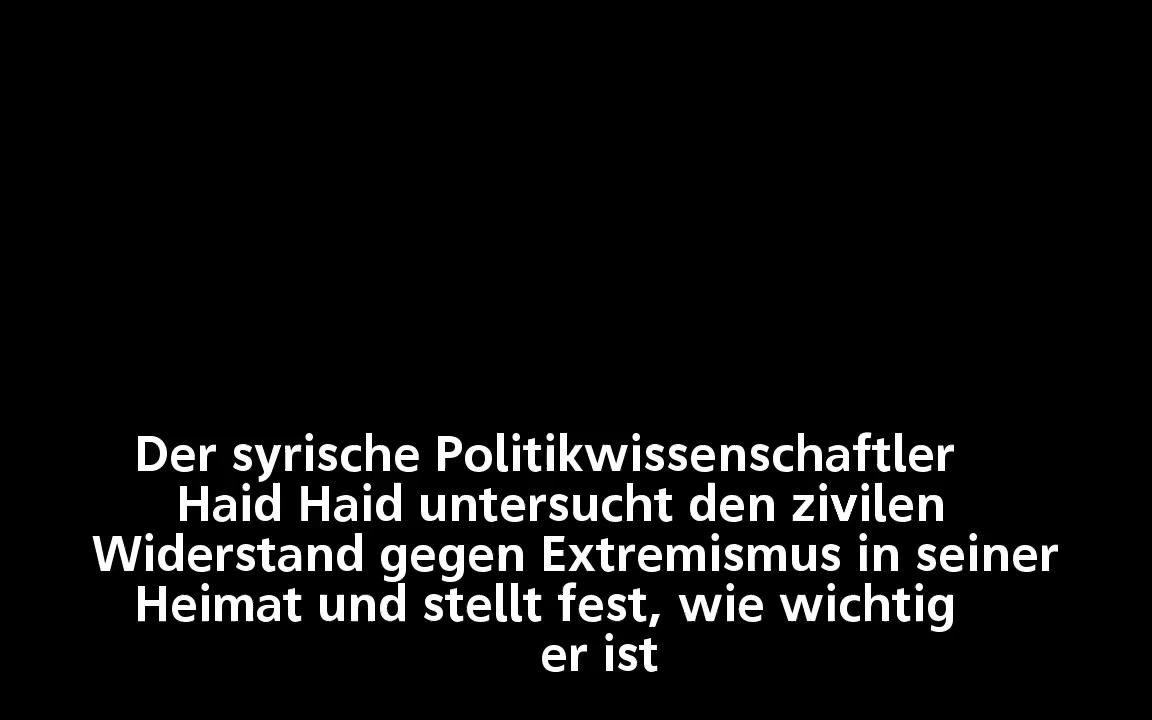 Der syrische Politikwissenschaftler
Haid Haid untersucht den zivilen
Widerstand gegen Extremismus in seiner
Heimat und stellt fest, wie wichtig
er ist